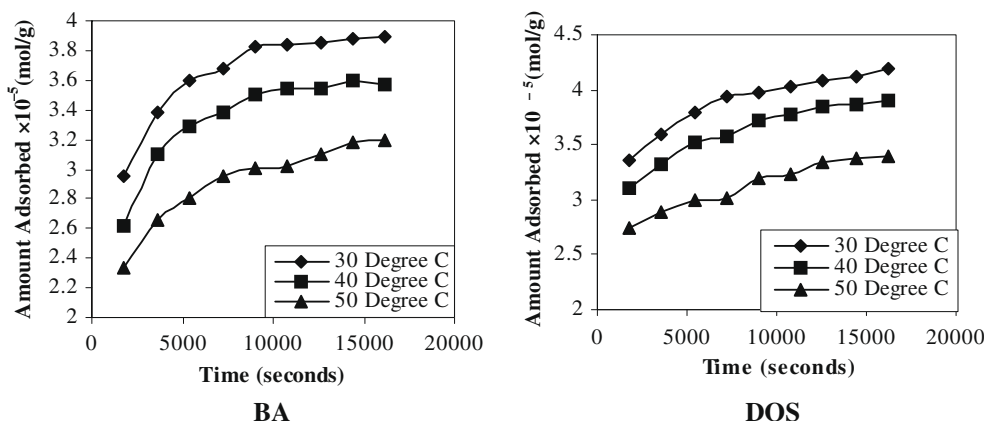 Amount Adsorbed ×10⁻⁵(mol/g)
4
3.8
3.6
3.4
3.2
3
2.8
2.6
2.4
2.2
2
30 Degree C
40 Degree C
50 Degree C
0
5000
10000
15000
20000
Time (seconds)
BA
Amount Adsorbed ×10 ⁻ ⁵(mol/g)
4.5
4
3.5
3
2.5
2
30 Degree C
40 Degree C
50 Degree C
0
5000
10000
15000
20000
Time (seconds)
DOS